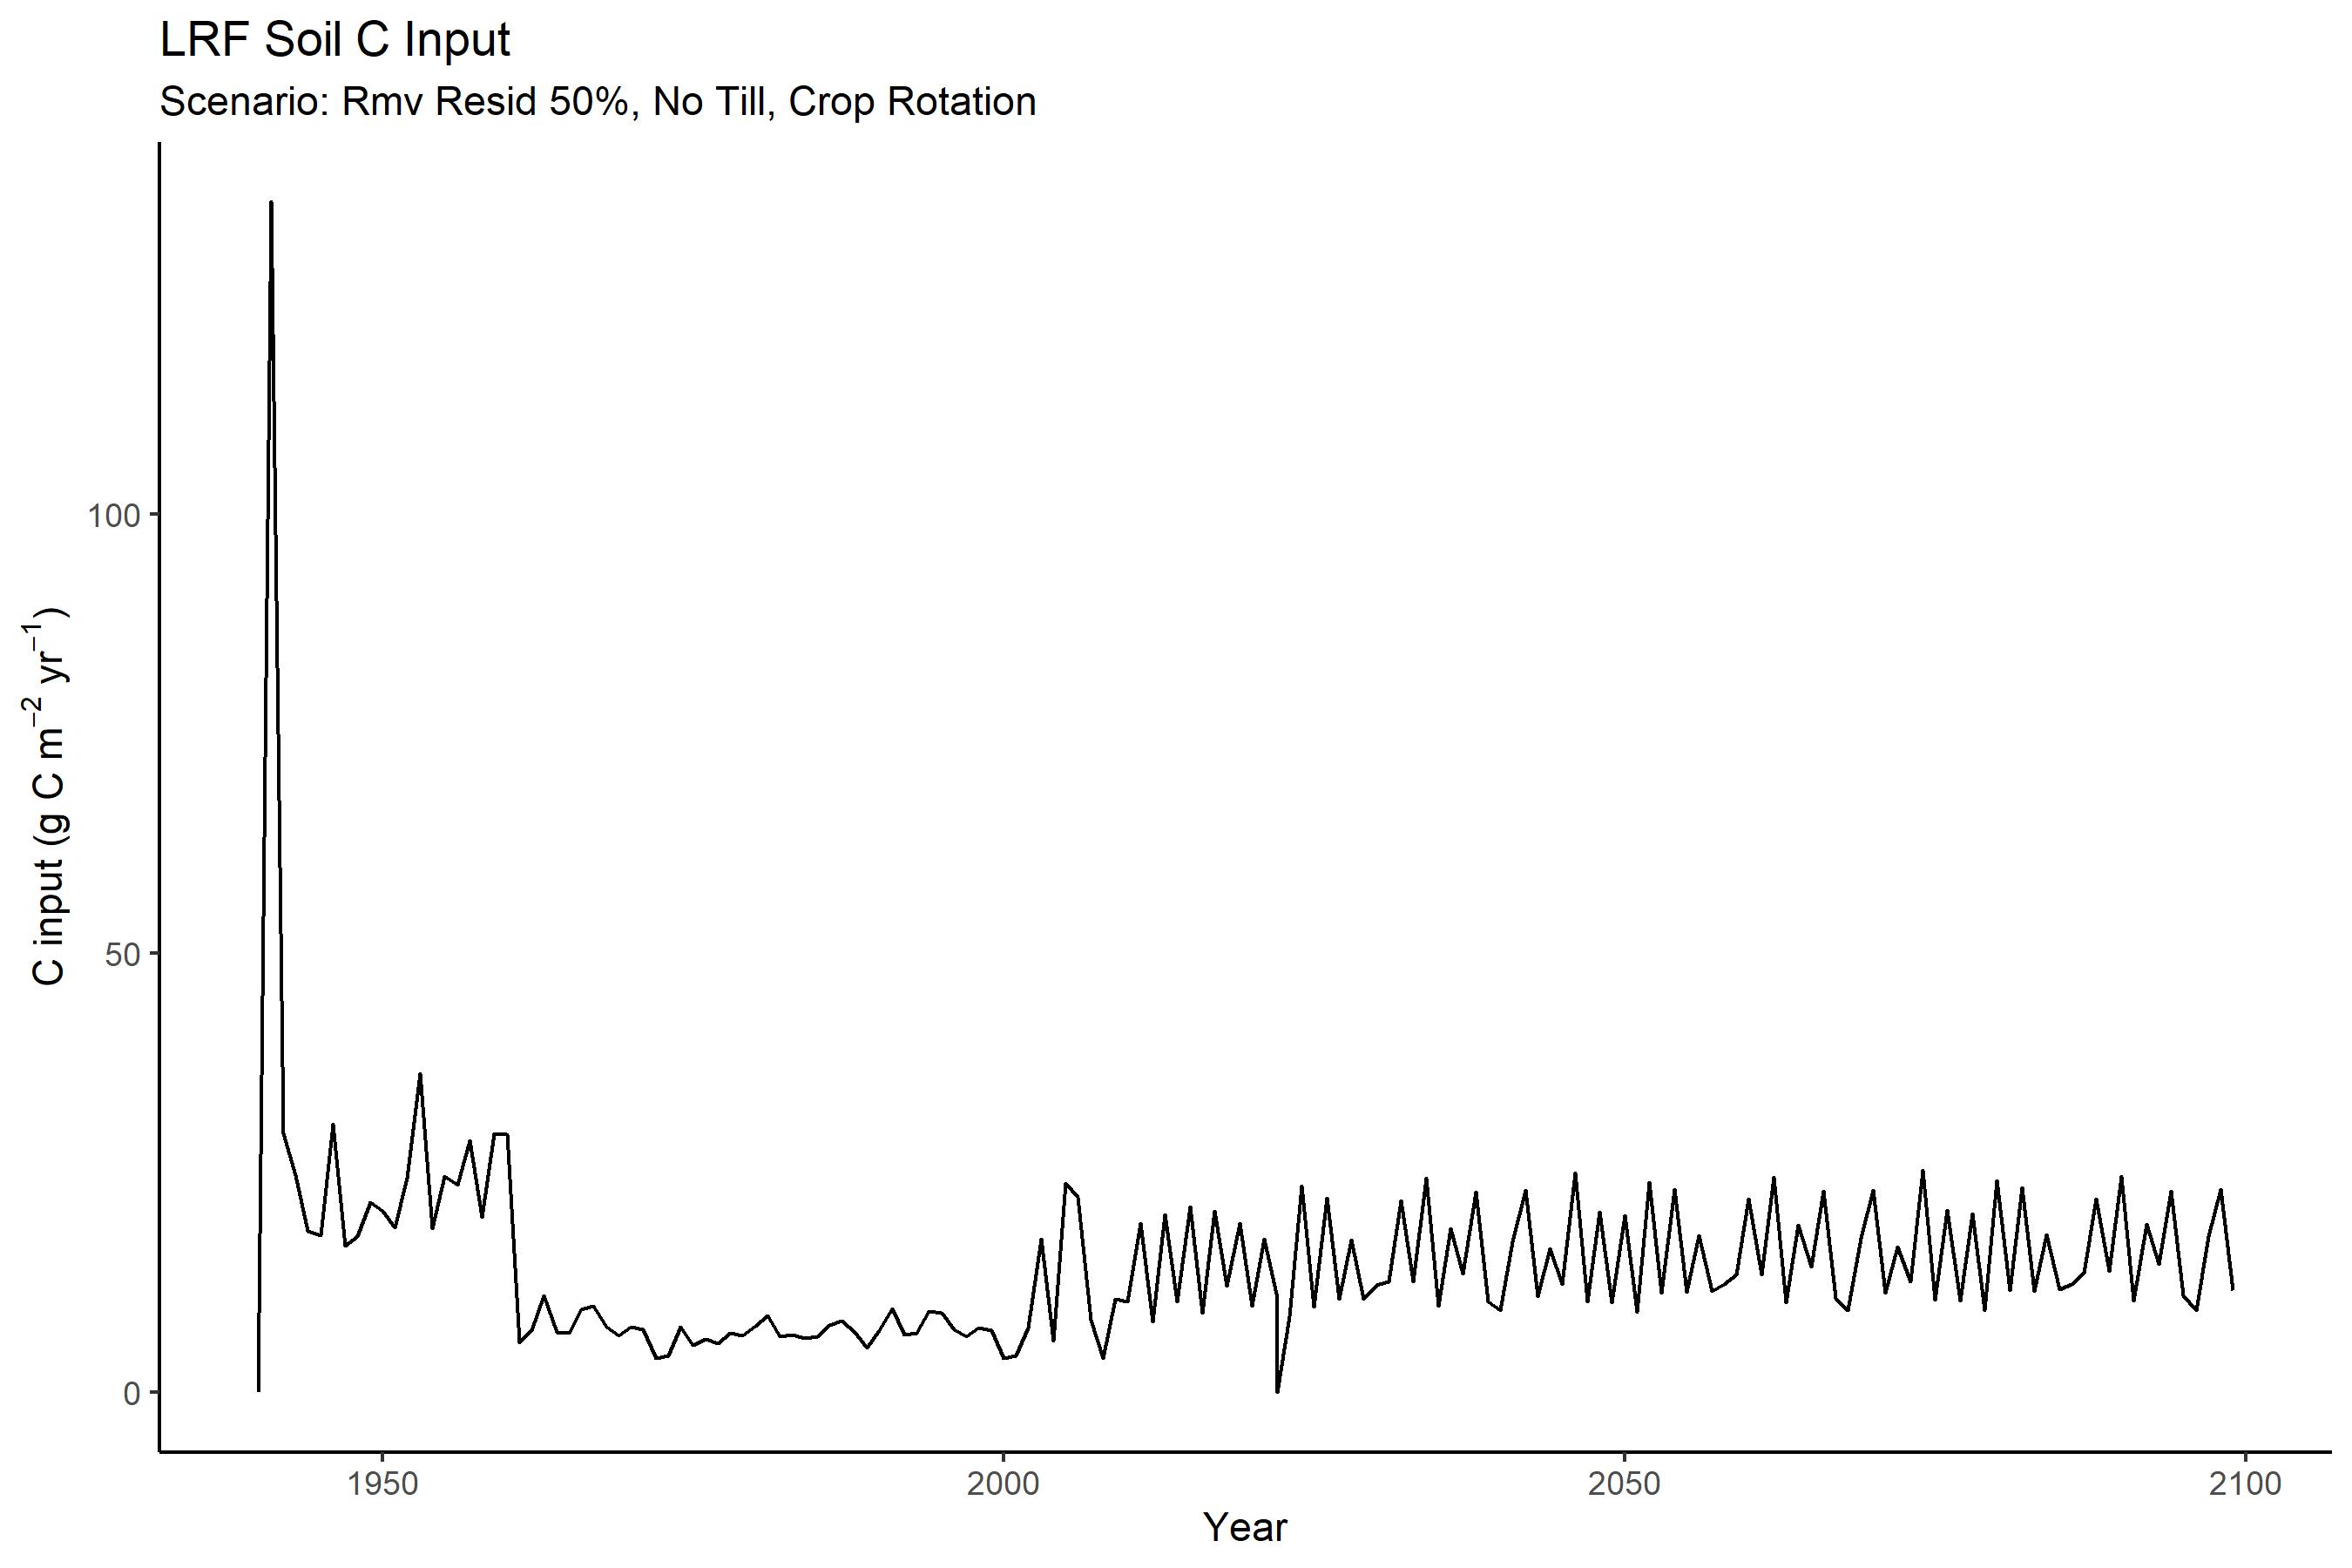 LRF Soil C Input
Scenario: Rmv Resid 50%, No Till, Crop Rotation
C input (g C m⁻² yr⁻¹)
100
50
0
1950 2000 2050 2100
Year